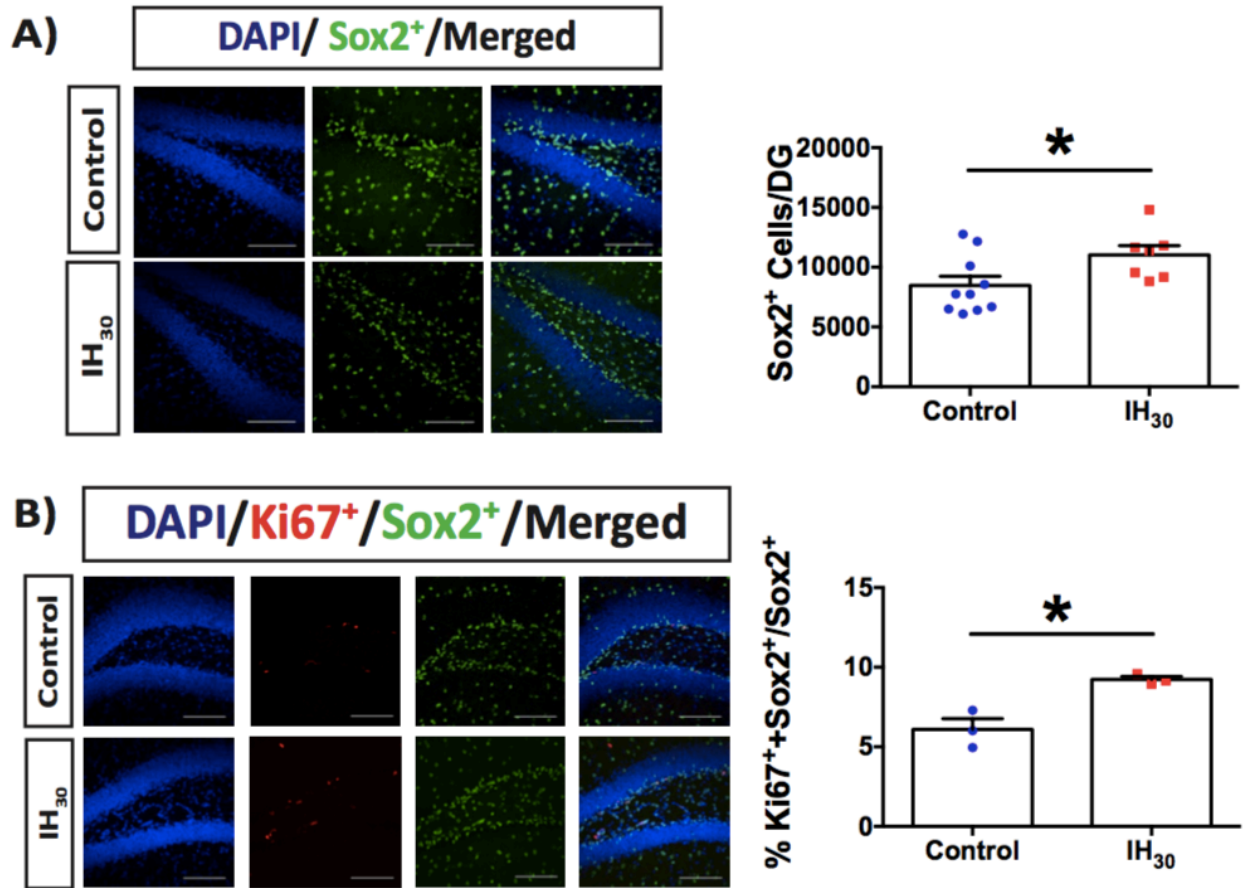 A)
DAPI/ Sox2⁺/Merged
Control
IH₃₀
Sox2⁺ Cells/DG
20000
15000
10000
5000
0
*
Control
IH₃₀
B)
DAPI/Ki67⁺/Sox2⁺/Merged
Control
IH₃₀
% Ki67⁺+Sox2⁺/Sox2⁺
15
10
5
0
*
Control
IH₃₀